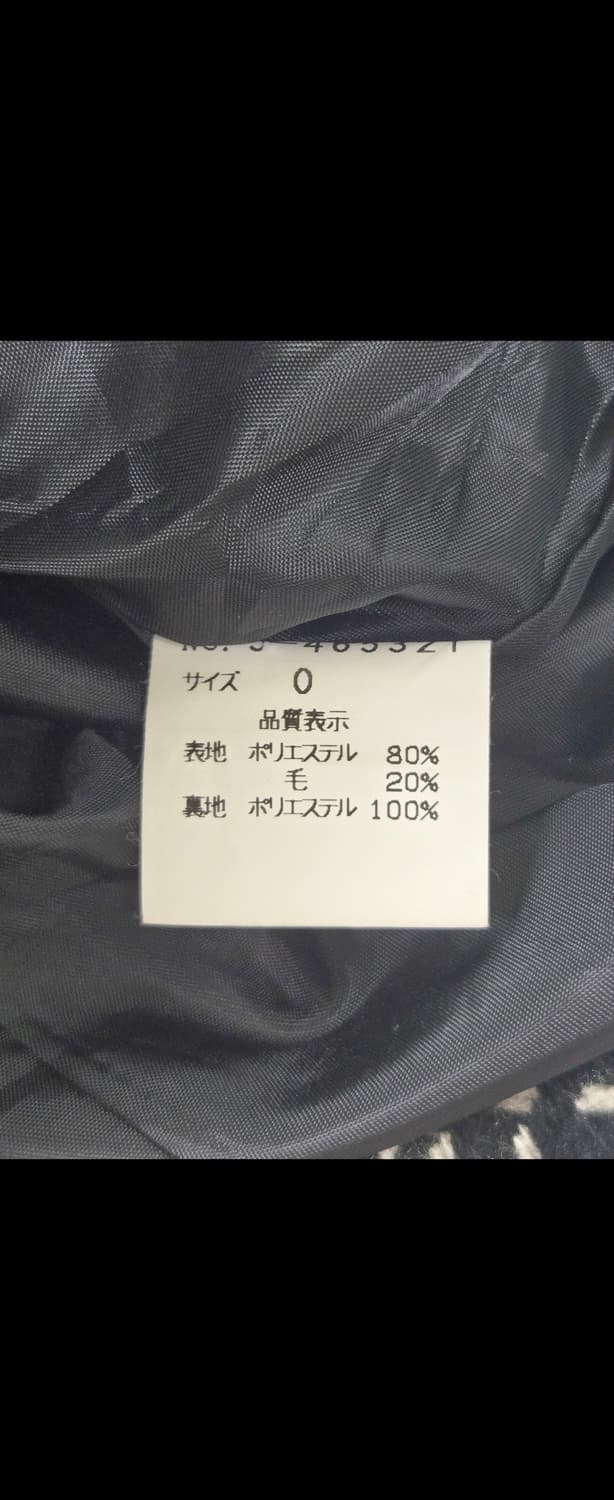 サイズ 0
品質表示
表地 ポリエステル 80%
毛 20%
裏地 ポリエステル 100%